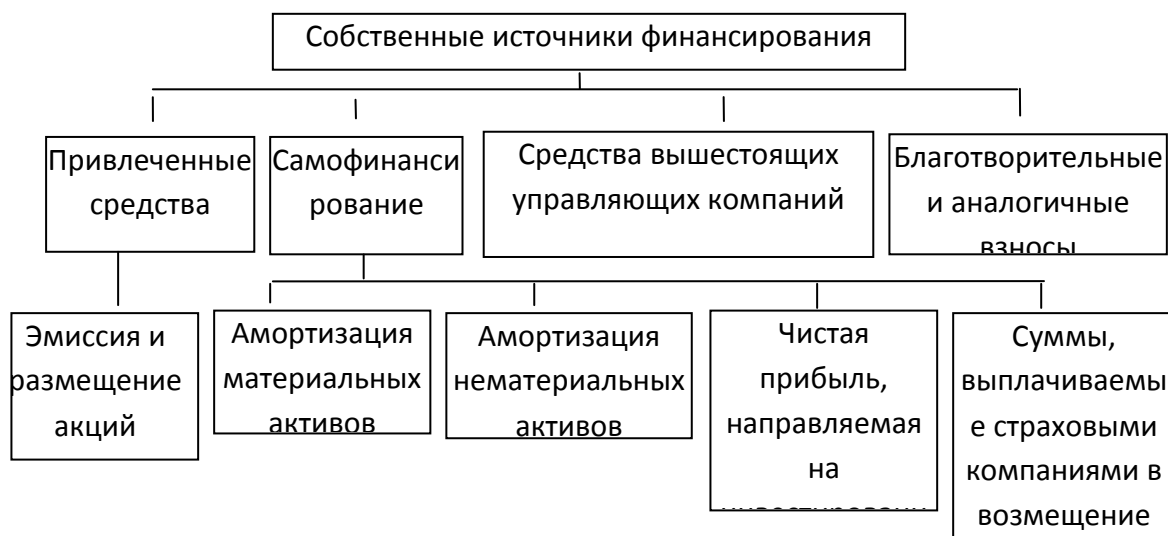 Собственные источники финансирования
Привлеченные
средства
Самофинанси
рование
Средства вышестоящих
управляющих компаний
Благотворительные
и аналогичные
взносы
Эмиссия и
размещение
акций
Амортизация
материальных
активов
Амортизация
нематериальных
активов
Чистая
прибыль,
направляемая
на
Суммы,
выплачиваемы
е страховыми
компаниями в
возмещение